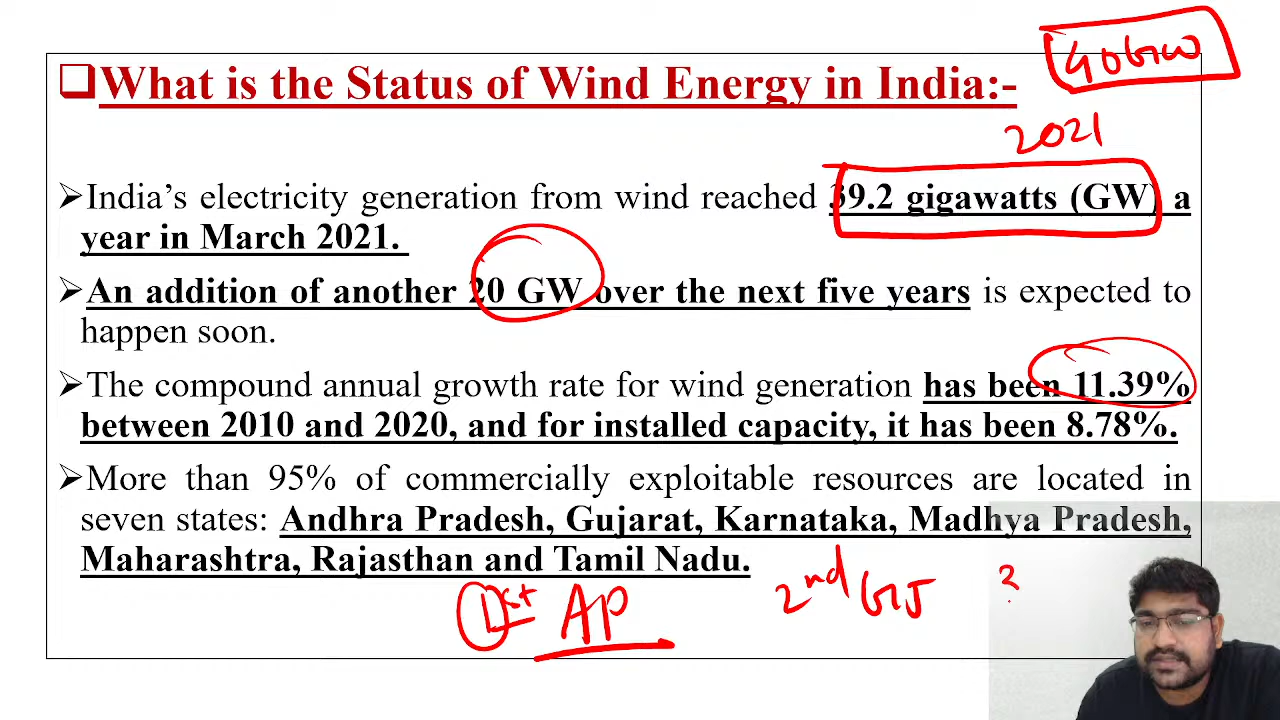 40GW
❑What is the Status of Wind Energy in India:-
2021
➢India’s electricity generation from wind reached 39.2 gigawatts (GW) a
year in March 2021.
➢An addition of another 20 GW over the next five years is expected to
happen soon.
➢The compound annual growth rate for wind generation has been 11.39%
between 2010 and 2020, and for installed capacity, it has been 8.78%.
➢More than 95% of commercially exploitable resources are located in
seven states: Andhra Pradesh, Gujarat, Karnataka, Madhya Pradesh,
Maharashtra, Rajasthan and Tamil Nadu.
1st AP 2nd GJ ?